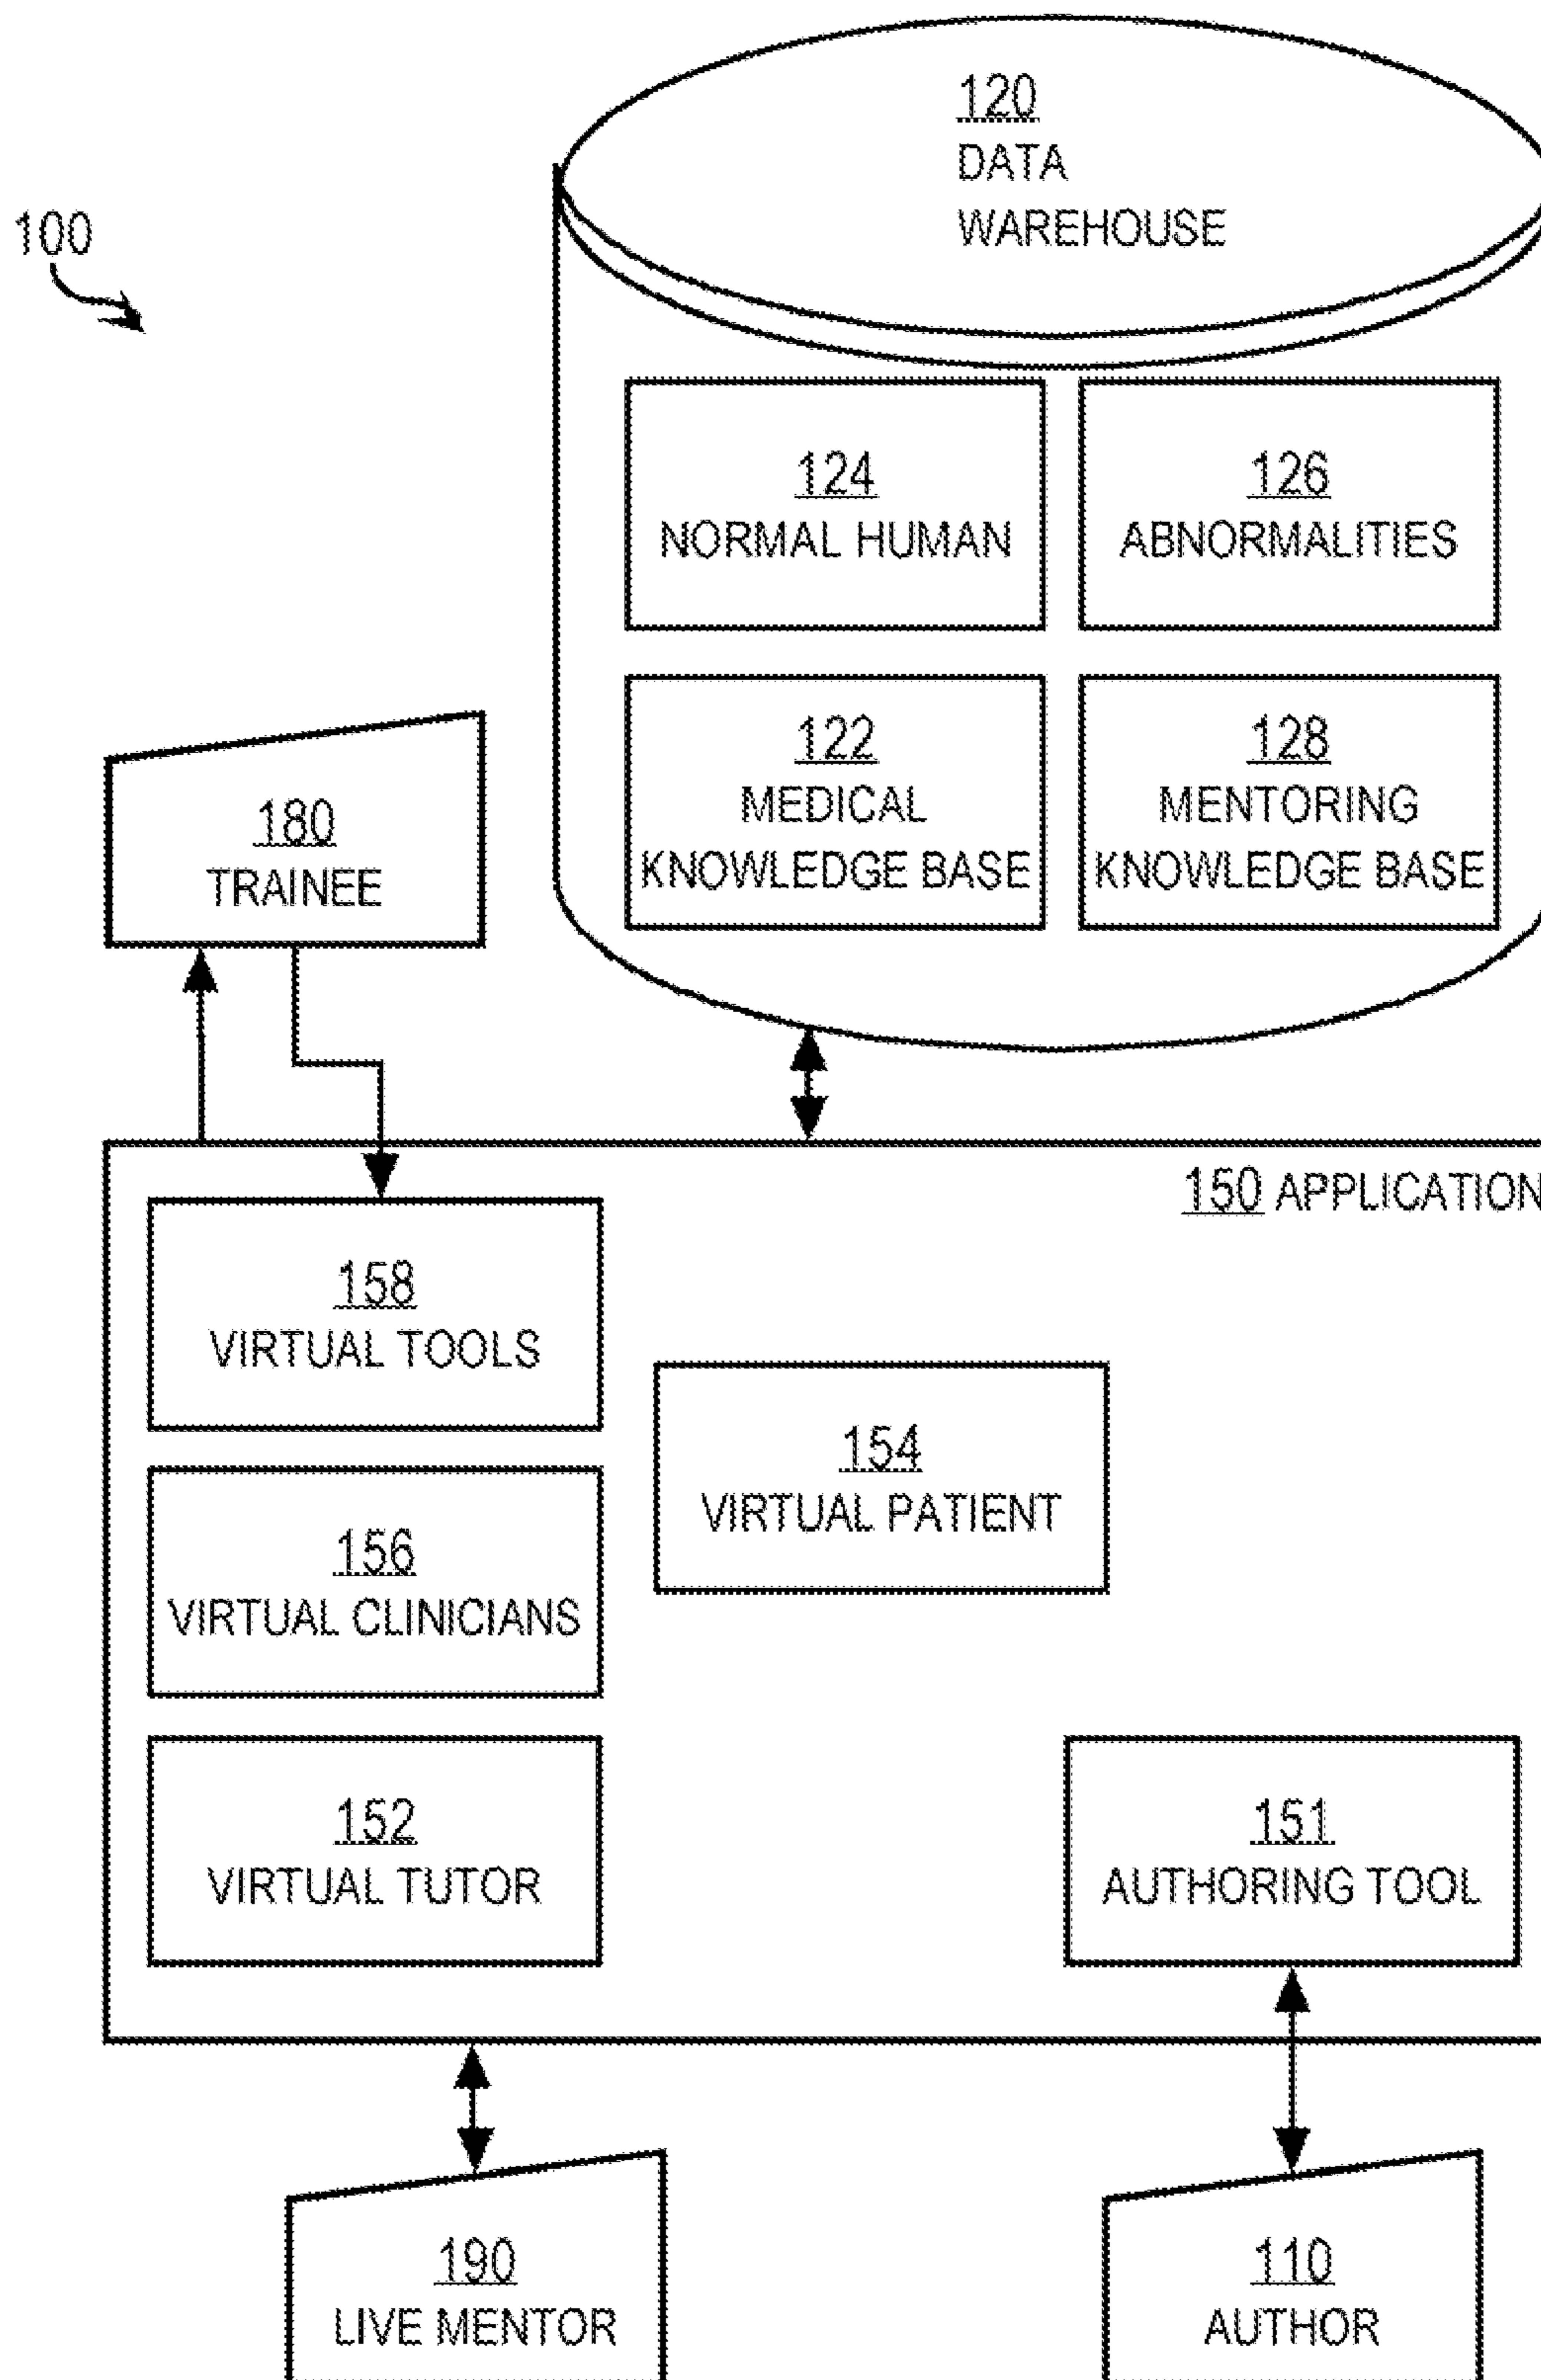 120
DATA
WAREHOUSE
100
124
NORMAL HUMAN
126
ABNORMALITIES
122
MEDICAL
KNOWLEDGE BASE
128
MENTORING
KNOWLEDGE BASE
180
TRAINEE
150 APPLICATION
158
VIRTUAL TOOLS
154
VIRTUAL PATIENT
156
VIRTUAL CLINICIANS
152
VIRTUAL TUTOR
151
AUTHORING TOOL
190
LIVE MENTOR
110
AUTHOR